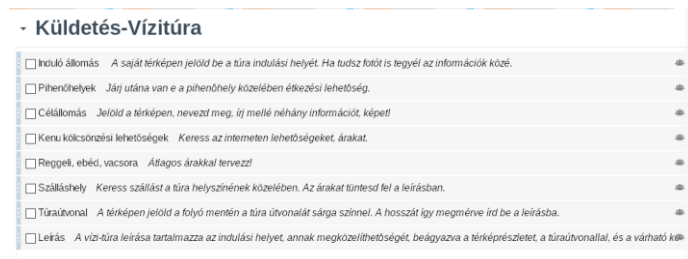 Küldetés-Vízitúra
Induló állomás A saját térképen jelöld be a túra indulási helyét. Ha tudsz fotót is tegyél az információk közé.
Pihenőhelyek Járj utána van e a pihenőhely közelében étkezési lehetőség.
Célállomás Jelöld a térképen, nevezd meg, írj mellé néhány információt, képet!
Kenu kölcsönzési lehetőségek Keress az interneten lehetőségeket, árakat.
Reggeli, ebéd, vacsora Átlagos árakkal tervezz!
Szálláshely Keress szállást a túra helyszínének közelében. Az árakat tüntesd fel a leírásban.
Túraútvonal A térképen jelöld a folyó mentén a túra útvonalát sárga színnel. A hosszát így megmérve írd be a leírásba.
Leírás A vízi-túra leírása tartalmazza az indulási helyet, annak megközelíthetőségét, beágyazva a térképrészletet, a túraútvonallal, és a várható